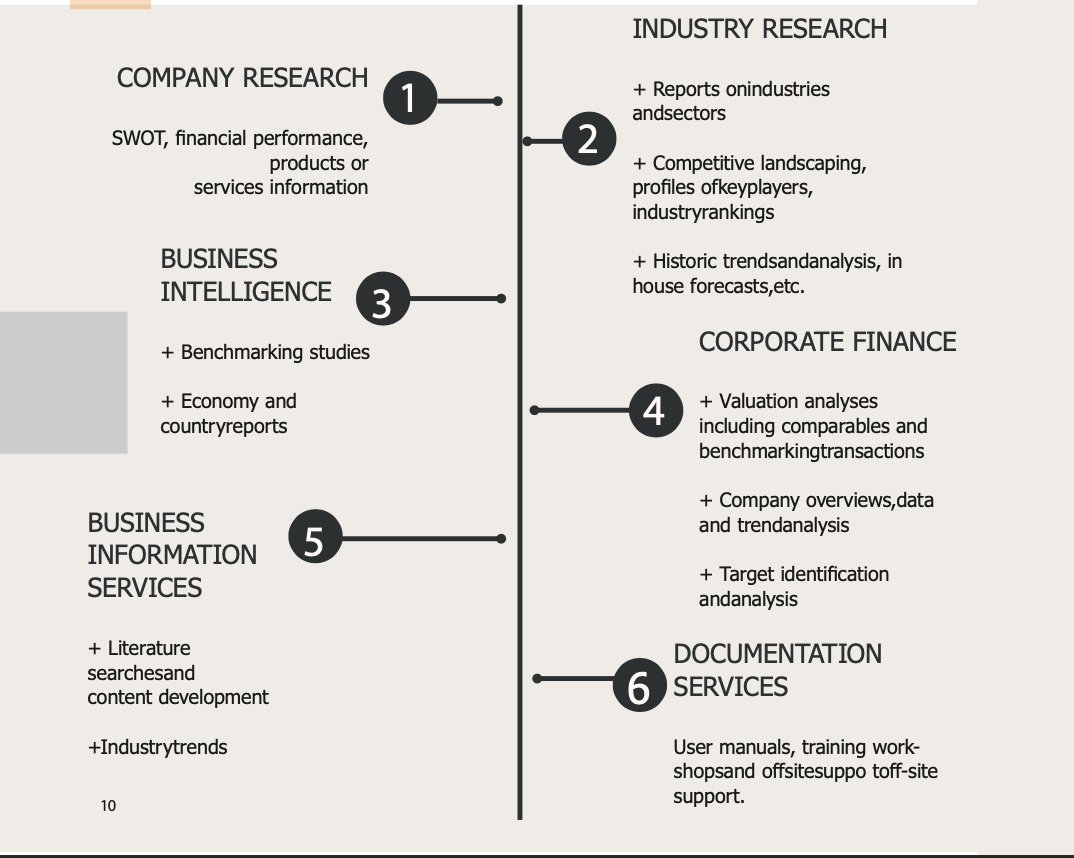 COMPANY RESEARCH
1
SWOT, financial performance,
products or
services information
INDUSTRY RESEARCH
2
+ Reports onindustries
andsectors
+ Competitive landscaping,
profiles ofkeyplayers,
industryrankings
+ Historic trendsandanalysis, in
house forecasts,etc.
BUSINESS
INTELLIGENCE
3
+ Benchmarking studies
+ Economy and
countryreports
CORPORATE FINANCE
4
+ Valuation analyses
including comparables and
benchmarkingtransactions
+ Company overviews,data
and trendanalysis
+ Target identification
andanalysis
BUSINESS
INFORMATION
SERVICES
5
+ Literature
searchesand
content development
+Industrytrends
DOCUMENTATION
SERVICES
6
User manuals, training work-
shopsand offsitesuppo toff-site
support.
10